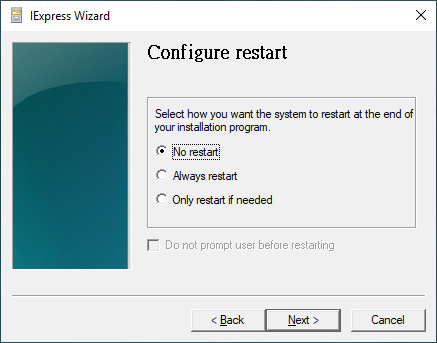 IExpress Wizard
Configure restart
Select how you want the system to restart at the end of
your installation program.
No restart
Always restart
Only restart if needed
Do not prompt user before restarting
< Back
Next >
Cancel